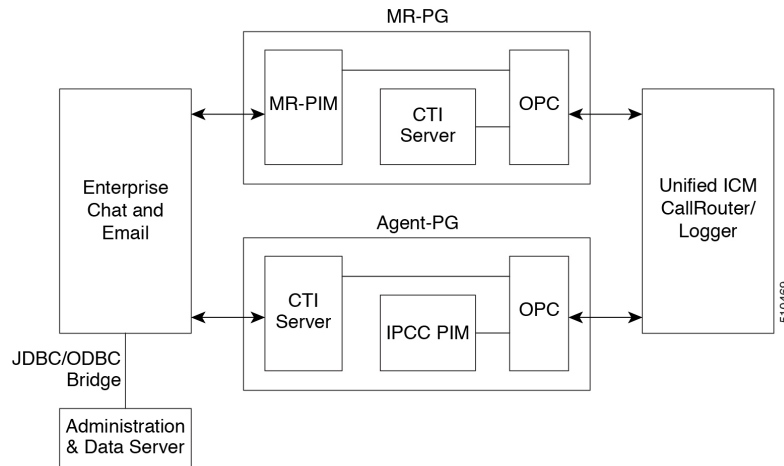 MR-PG
MR-PIM
CTI
Server
OPC
Enterprise
Chat and
Email
Unified ICM
CallRouter/
Logger
Agent-PG
CTI
Server
IPCC PIM
OPC
JDBC/ODBC
Bridge
Administration
& Data Server
510469